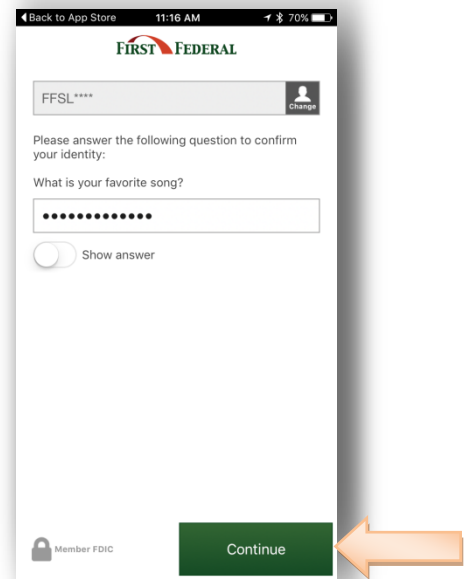 Back to App Store 11:16 AM 70%
FIRST FEDERAL
FFSL****
Change
Please answer the following question to confirm
your identity:
What is your favorite song?
•••••••••••••
Show answer
Member FDIC
Continue